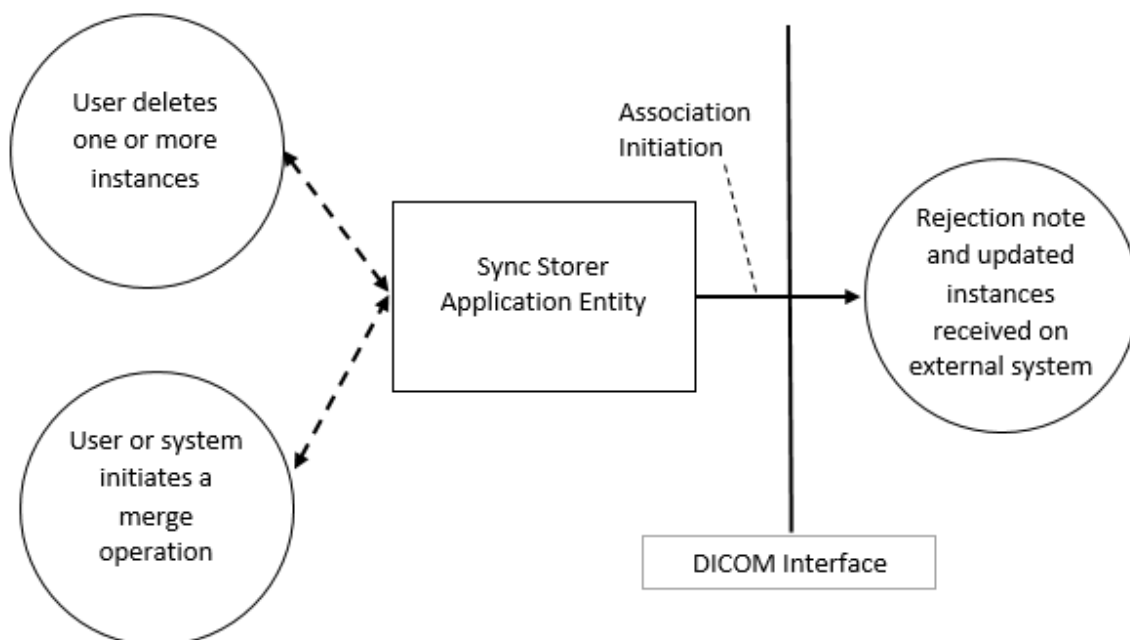 User deletes
one or more
instances
Association
Initiation
Sync Storer
Application Entity
Rejection note
and updated
instances
received on
external system
User or system
initiates a
merge
operation
DICOM Interface